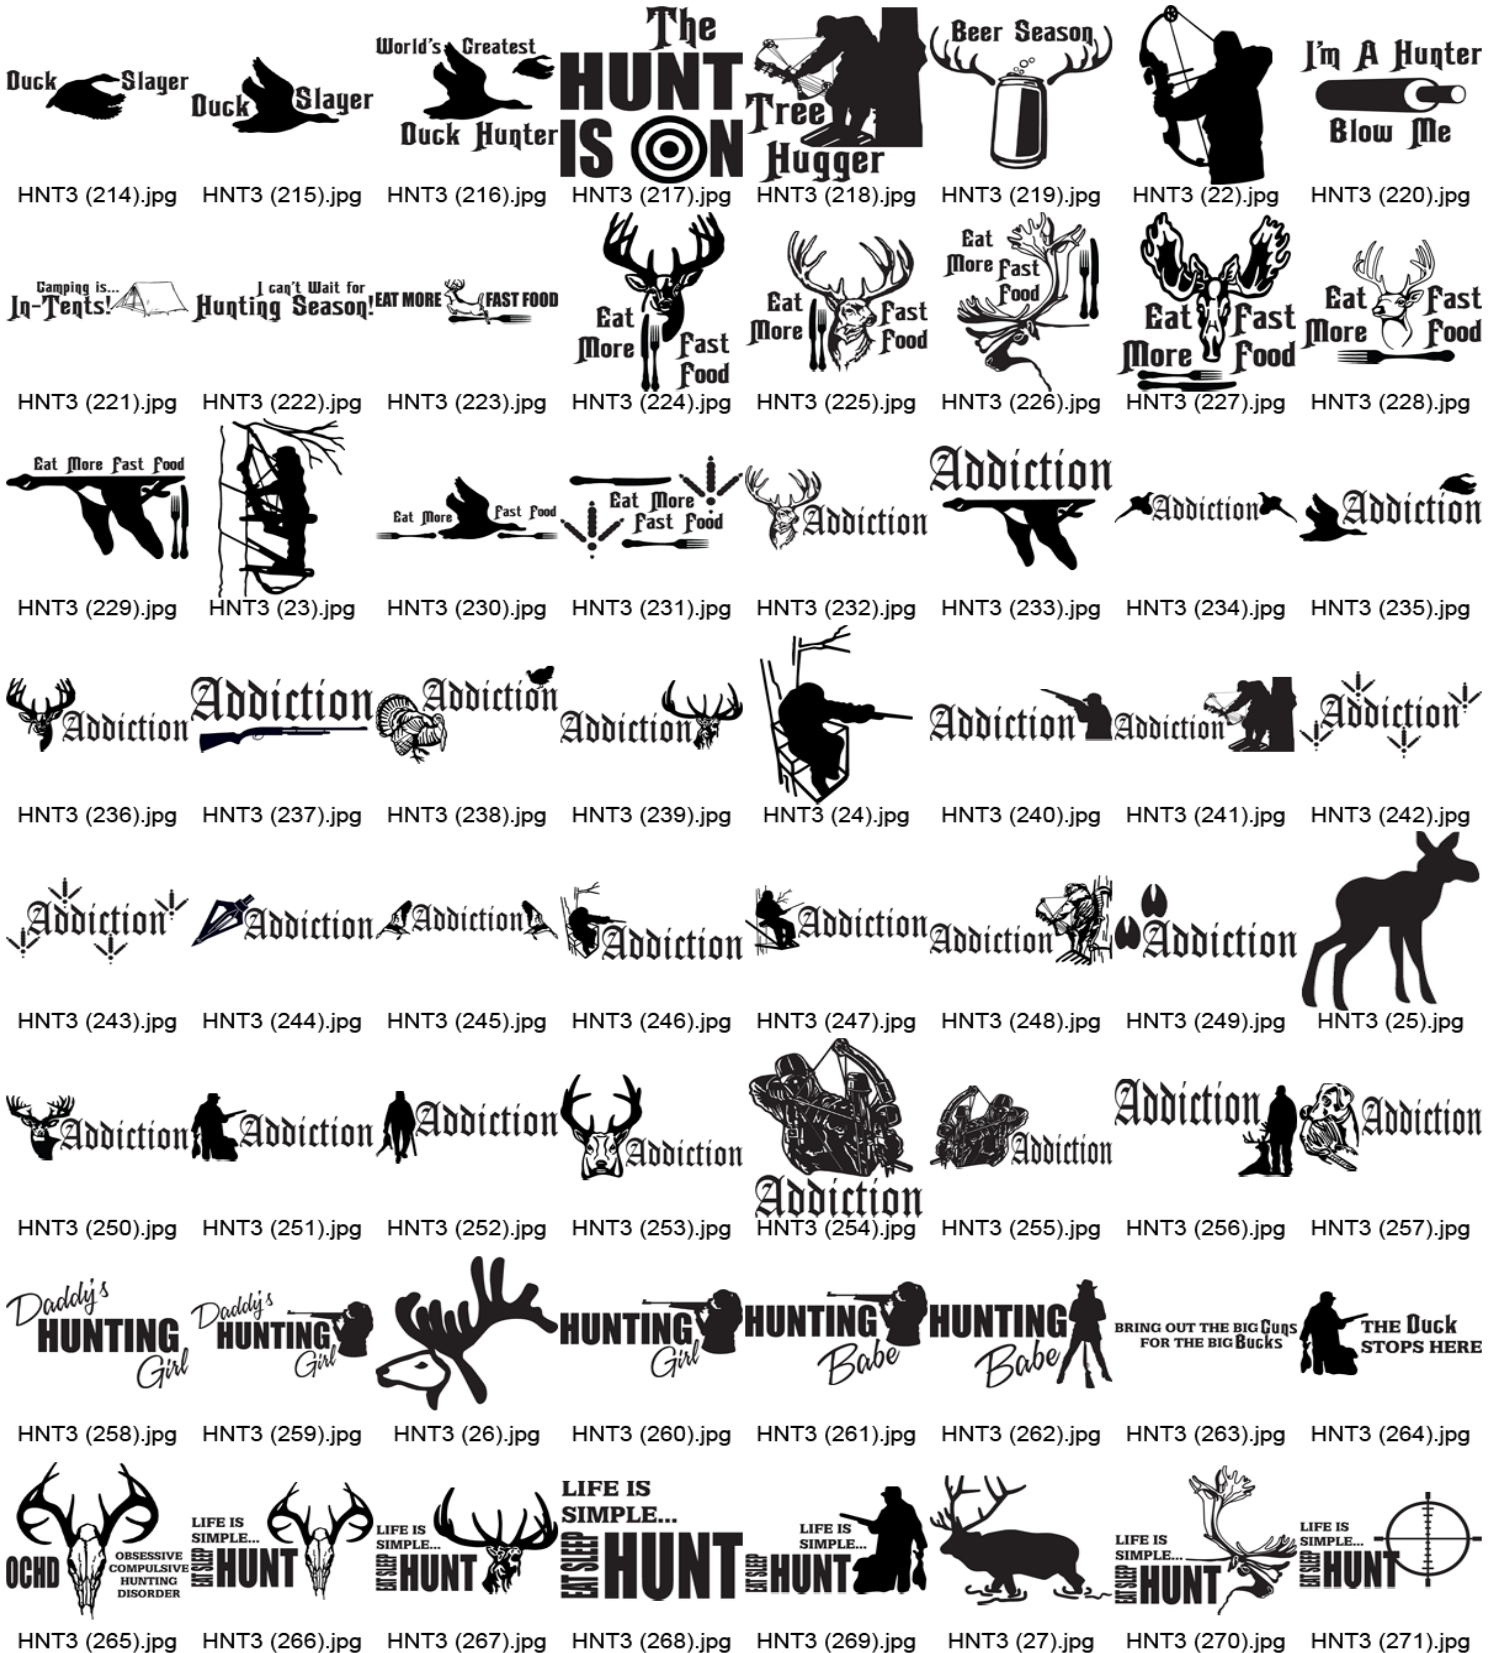 Duck Slayer
Duck Slayer
World's Greatest
Duck Hunter
The
HUNT
IS ON
Tree
Hugger
Beer Season
I'm A Hunter
Blow Me
HNT3 (214).jpg HNT3 (215).jpg HNT3 (216).jpg HNT3 (217).jpg HNT3 (218).jpg HNT3 (219).jpg HNT3 (22).jpg HNT3 (220).jpg
Camping is...
In-Tents!
I can't Wait for
Hunting Season!
EAT MORE FAST FOOD
Eat
More
Fast
Food
Eat
More
Fast
Food
Eat
More
Fast
Food
Eat
More
Fast
Food
Eat
More
Fast
Food
HNT3 (221).jpg HNT3 (222).jpg HNT3 (223).jpg HNT3 (224).jpg HNT3 (225).jpg HNT3 (226).jpg HNT3 (227).jpg HNT3 (228).jpg
Eat More Fast Food
Eat More Fast Food
Eat More
Fast Food
Addiction
Addiction
Addiction
Addiction
HNT3 (229).jpg HNT3 (23).jpg HNT3 (230).jpg HNT3 (231).jpg HNT3 (232).jpg HNT3 (233).jpg HNT3 (234).jpg HNT3 (235).jpg
Addiction
Addiction
Addiction
Addiction
Addiction
Addiction
Addiction
HNT3 (236).jpg HNT3 (237).jpg HNT3 (238).jpg HNT3 (239).jpg HNT3 (24).jpg HNT3 (240).jpg HNT3 (241).jpg HNT3 (242).jpg
Addiction
Addiction
Addiction
Addiction
Addiction
Addiction
Addiction
HNT3 (243).jpg HNT3 (244).jpg HNT3 (245).jpg HNT3 (246).jpg HNT3 (247).jpg HNT3 (248).jpg HNT3 (249).jpg HNT3 (25).jpg
Addiction
Addiction
Addiction
Addiction
Addiction
Addiction
Addiction
Addiction
HNT3 (250).jpg HNT3 (251).jpg HNT3 (252).jpg HNT3 (253).jpg HNT3 (254).jpg HNT3 (255).jpg HNT3 (256).jpg HNT3 (257).jpg
Daddy's
HUNTING
Girl
Daddy's
HUNTING
Girl
HUNTING
Girl
HUNTING
Babe
HUNTING
Babe
BRING OUT THE BIG Guns
FOR THE BIG Bucks
THE Duck
STOPS HERE
HNT3 (258).jpg HNT3 (259).jpg HNT3 (26).jpg HNT3 (260).jpg HNT3 (261).jpg HNT3 (262).jpg HNT3 (263).jpg HNT3 (264).jpg
OCHD
OBSESSIVE
COMPULSIVE
HUNTING
DISORDER
LIFE IS
SIMPLE...
EAT SLEEP
HUNT
LIFE IS
SIMPLE...
EAT SLEEP
HUNT
LIFE IS
SIMPLE...
EAT SLEEP
HUNT
LIFE IS
SIMPLE...
EAT SLEEP
HUNT
LIFE IS
SIMPLE...
EAT SLEEP
HUNT
LIFE IS
SIMPLE...
EAT SLEEP
HUNT
HNT3 (265).jpg HNT3 (266).jpg HNT3 (267).jpg HNT3 (268).jpg HNT3 (269).jpg HNT3 (27).jpg HNT3 (270).jpg HNT3 (271).jpg